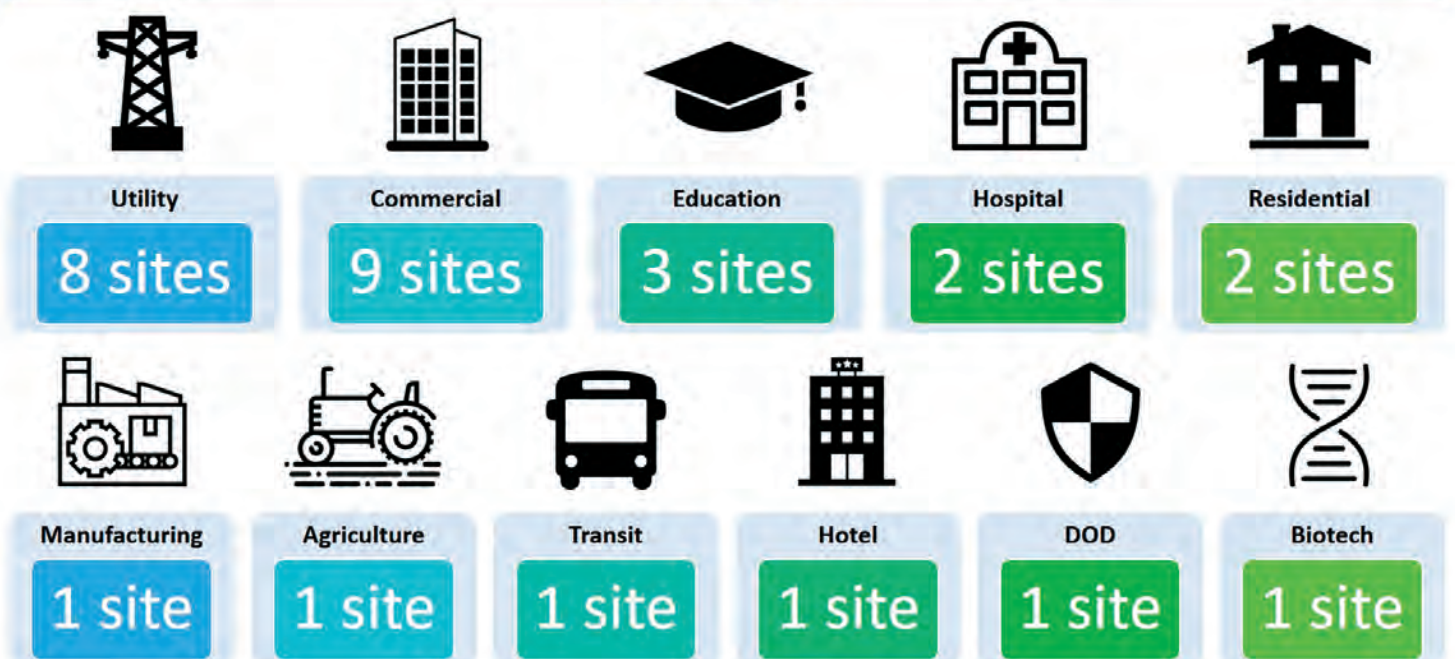 Utility Commercial Education Hospital Residential
8 sites 9 sites 3 sites 2 sites 2 sites
Manufacturing Agriculture Transit Hotel DOD Biotech
1 site 1 site 1 site 1 site 1 site 1 site